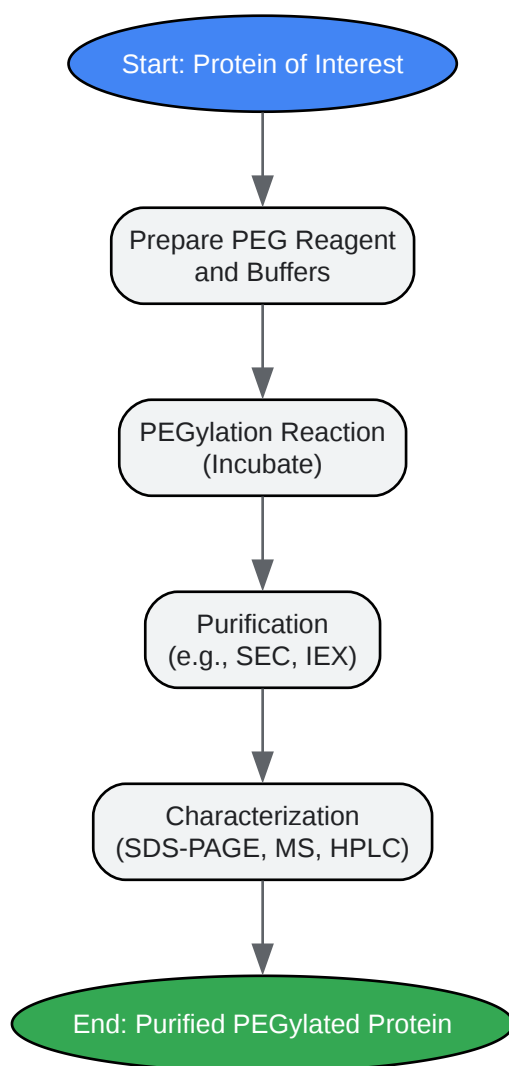 Start: Protein of Interest
Prepare PEG Reagent
and Buffers
PEGylation Reaction
(Incubate)
Purification
(e.g., SEC, IEX)
Characterization
(SDS-PAGE, MS, HPLC)
End: Purified PEGylated Protein